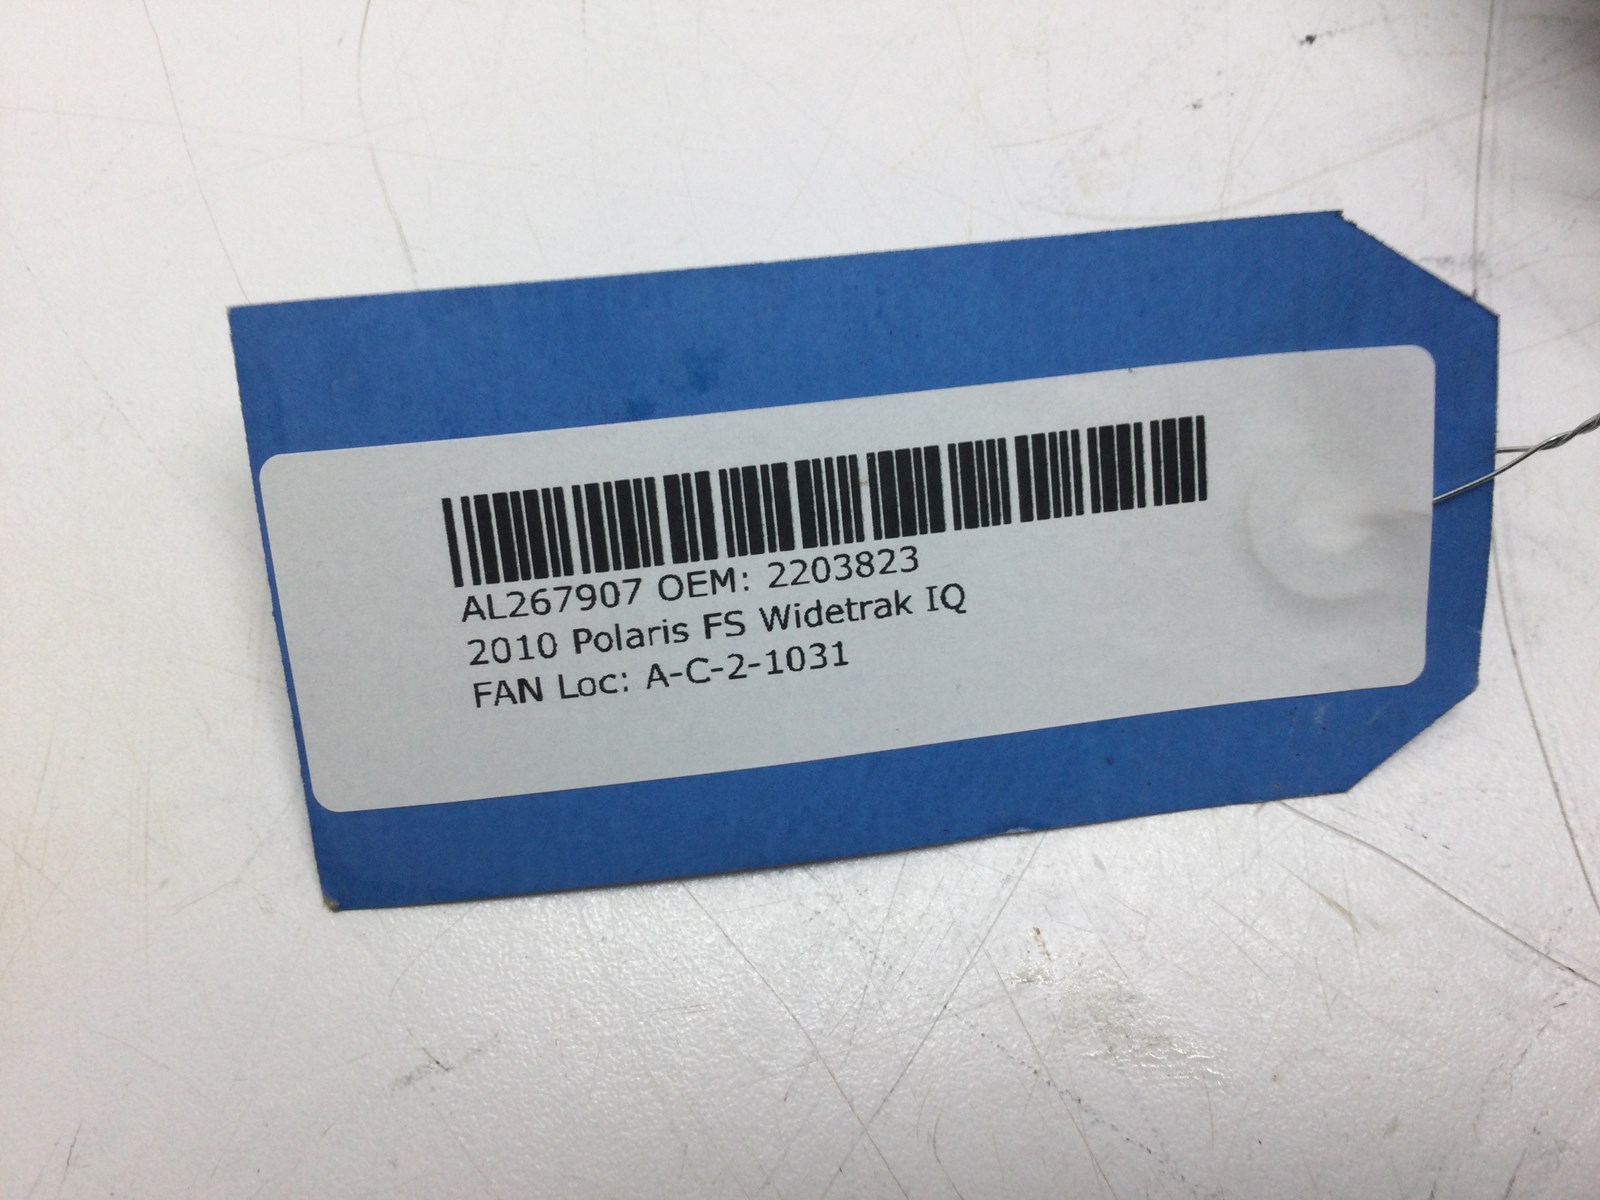 AL267907 OEM: 2203823
2010 Polaris FS Widetrak IQ
FAN Loc: A-C-2-1031